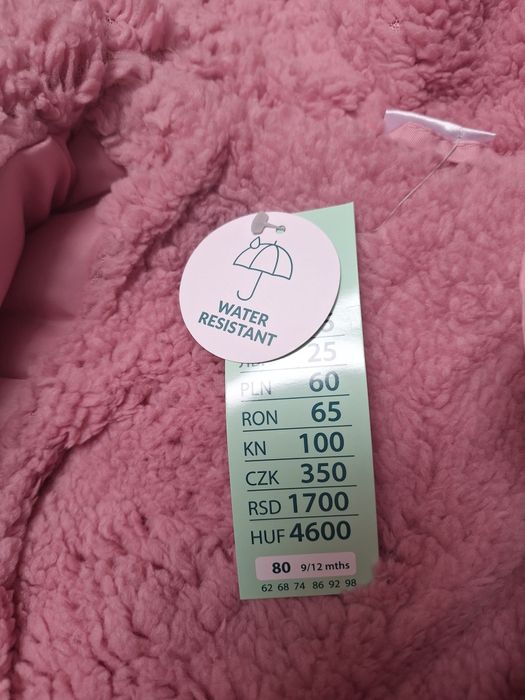 WATER
RESISTANT
25
PLN 60
RON 65
KN 100
CZK 350
RSD 1700
HUF 4600
80 9/12 mths
62 68 74 86 92 98